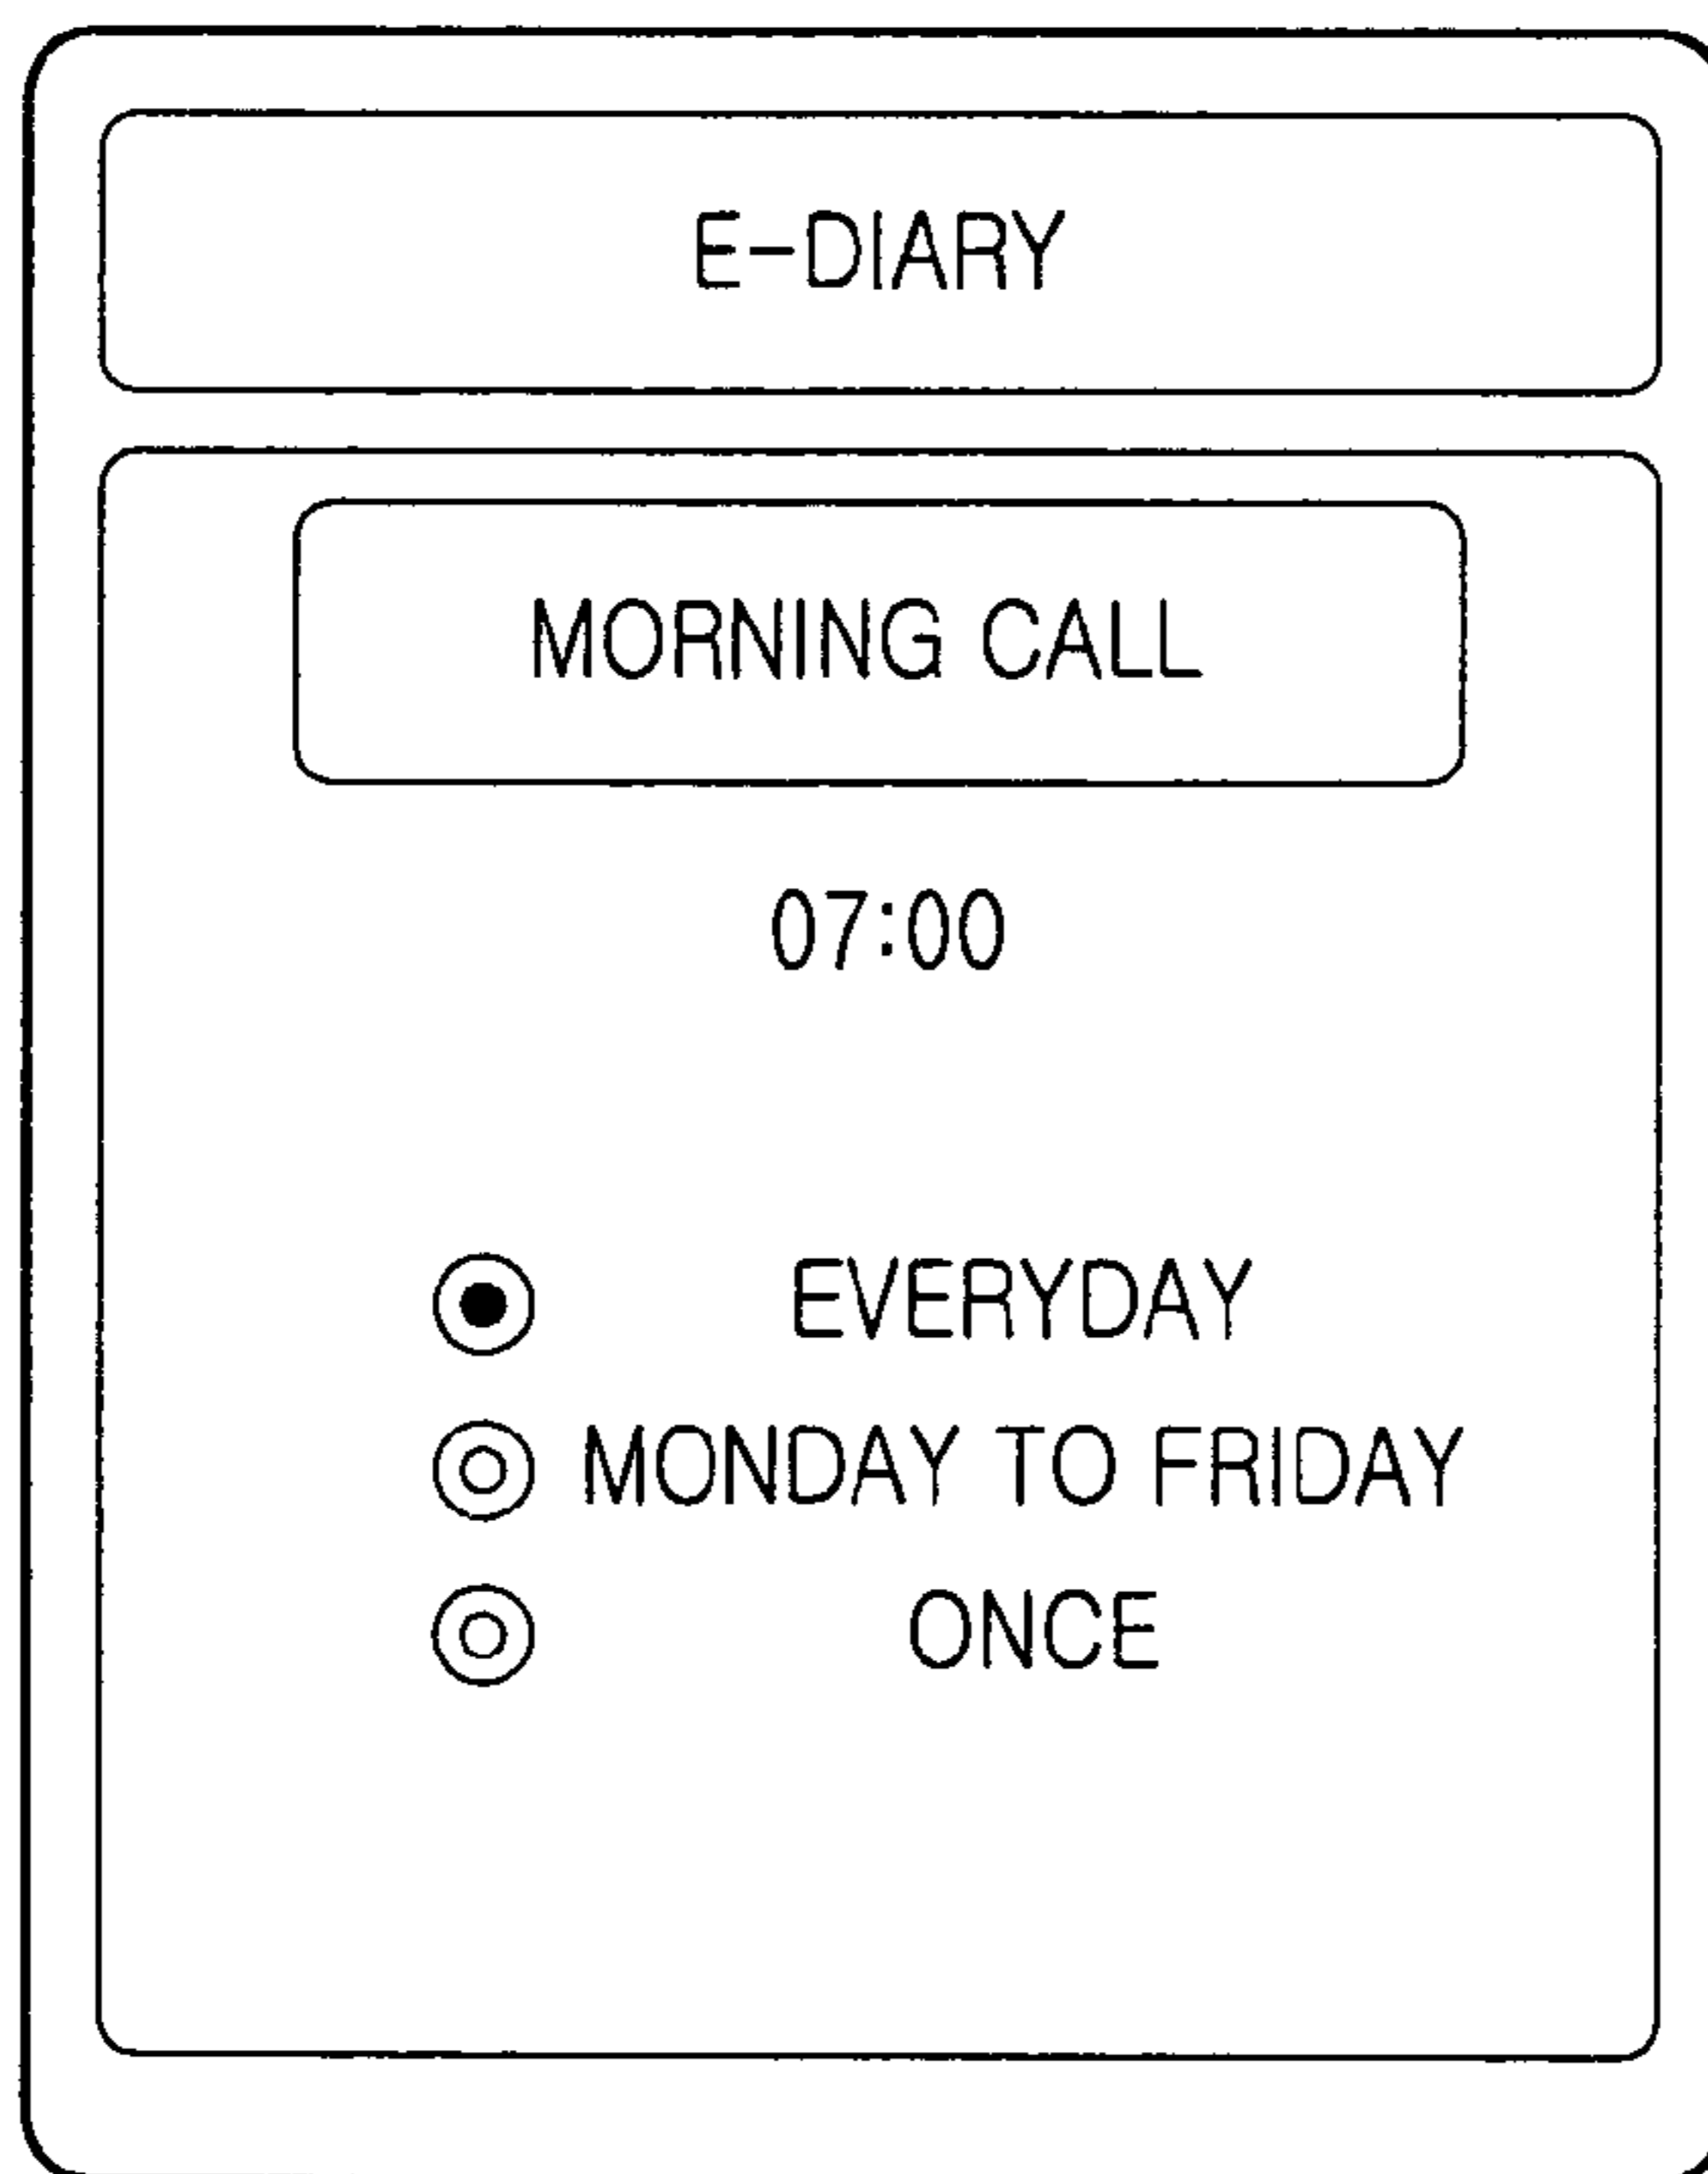 E-DIARY
MORNING CALL
07:00
EVERYDAY
MONDAY TO FRIDAY
ONCE